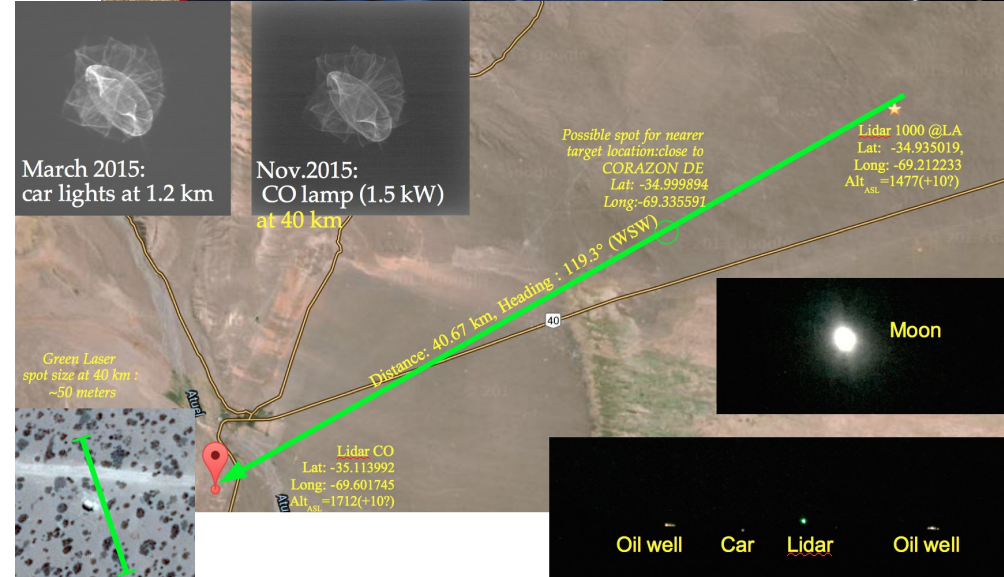 March 2015:
car lights at 1.2 km
Nov.2015:
CO lamp (1.5 kW)
at 40 km
Possible spot for nearer
target location:close to
CORAZON DE
Lat: -34.999894
Long:-69.335591
Lidar 1000 @LA
Lat: -34.935019,
Long: -69.212233
Alt ASL =1477(+10?)
Distance: 40.67 km, Heading : 119.3° (WSW)
40
Moon
Green Laser
spot size at 40 km :
~50 meters
Atuel
Lidar CO
Lat: -35.113992
Long: -69.601745
Alt ASL =1712(+10?)
Atu
Oil well
Car
Lidar
Oil well